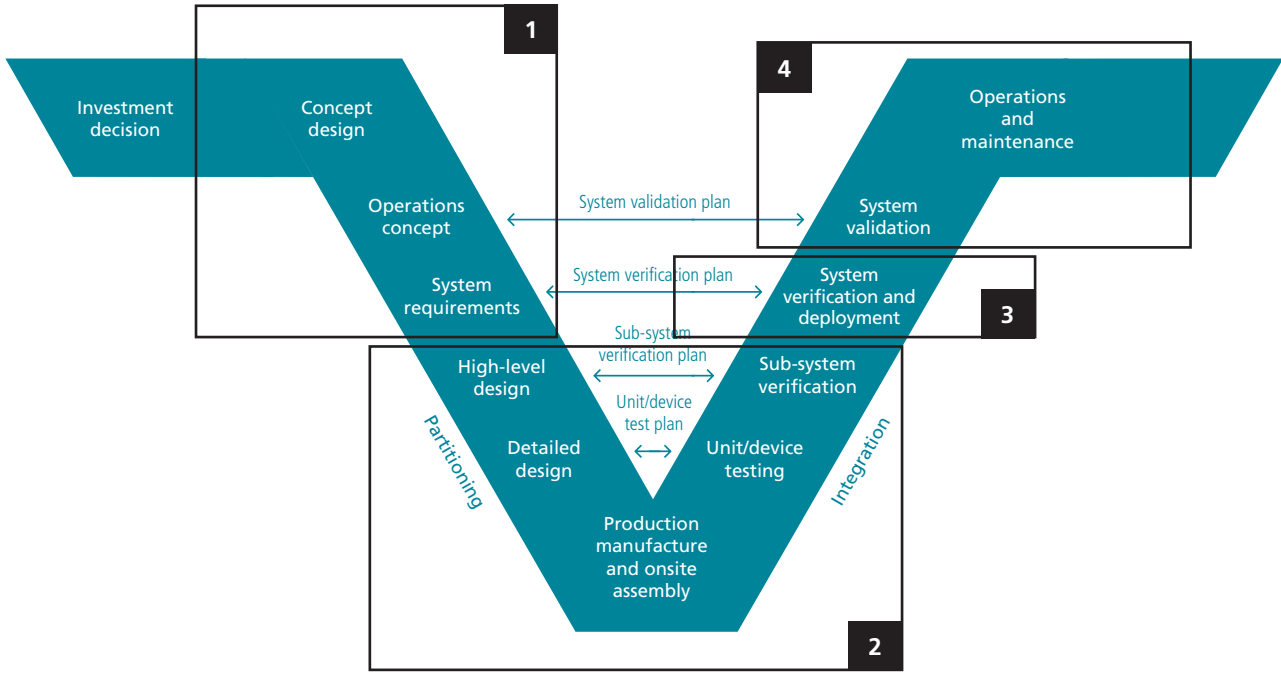 1
4
Investment
decision
Concept
design
Operations
and
maintenance
Operations
concept
System validation plan
System
validation
System
requirements
System verification plan
System
verification and
deployment
3
Sub-system
verification plan
High-level
design
Sub-system
verification
Unit/device
test plan
Partitioning
Detailed
design
Unit/device
testing
Integration
Production
manufacture
and onsite
assembly
2